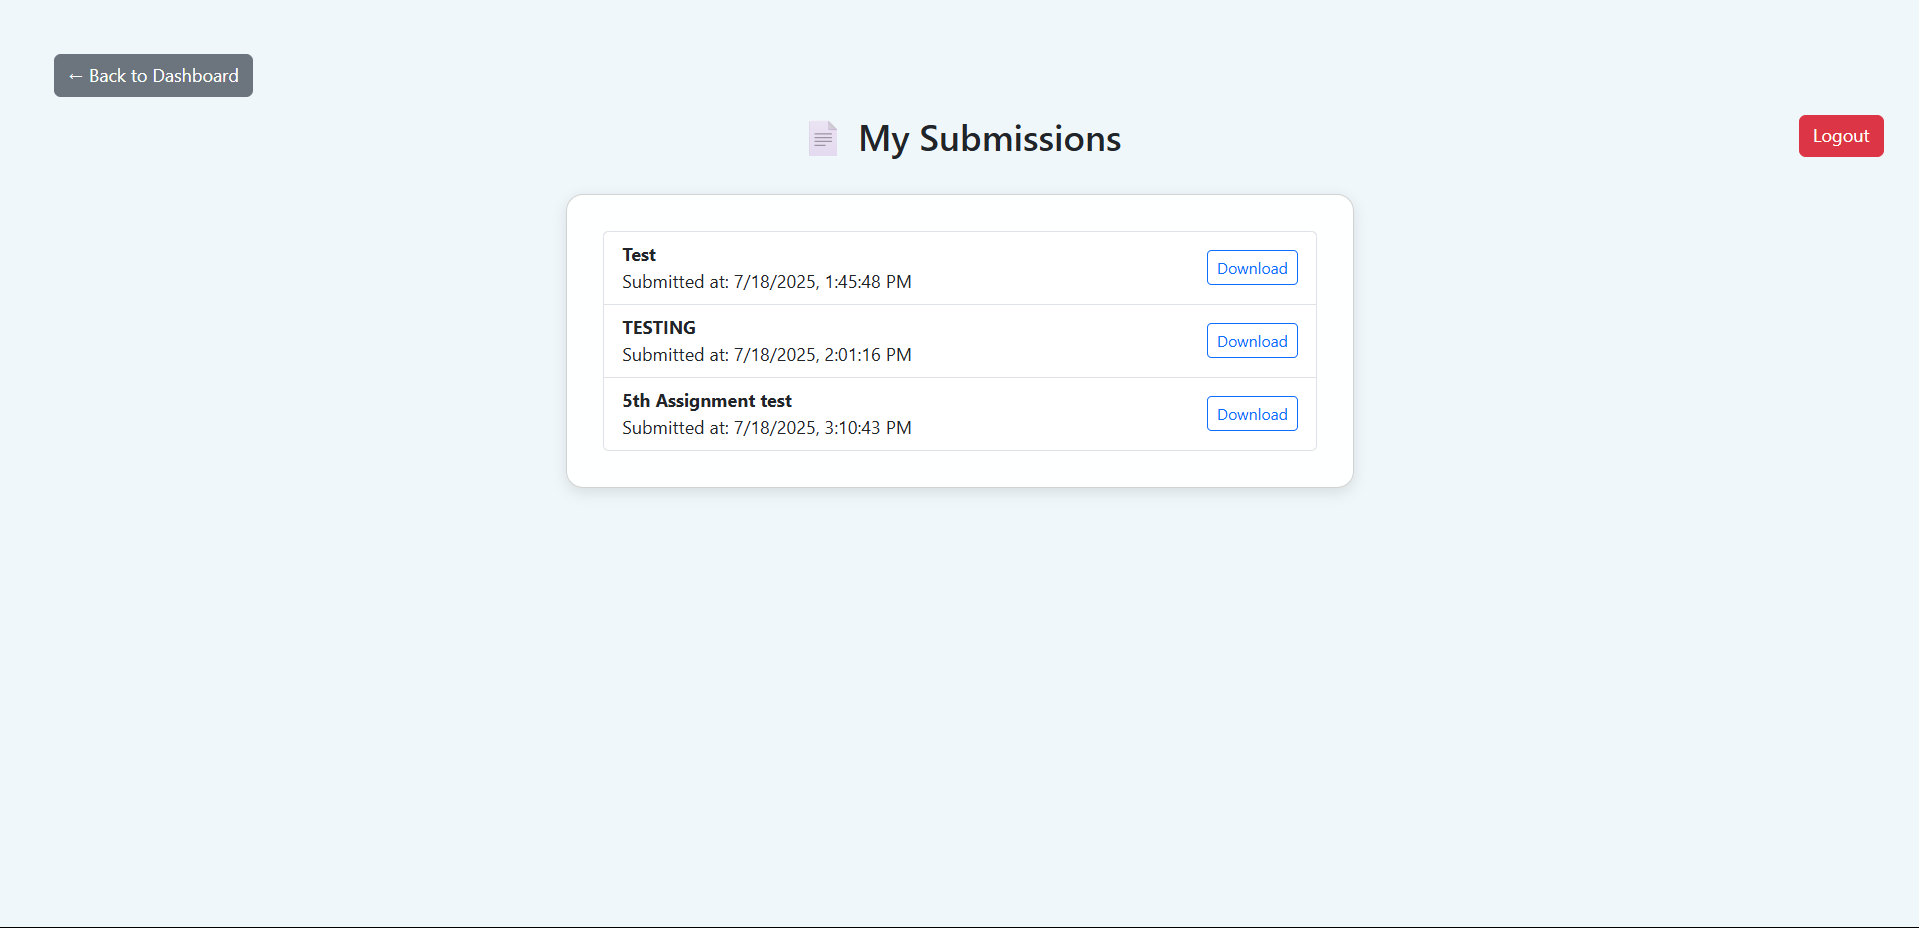 ← Back to Dashboard
My Submissions
Logout
Test
Submitted at: 7/18/2025, 1:45:48 PM
Download
TESTING
Submitted at: 7/18/2025, 2:01:16 PM
Download
5th Assignment test
Submitted at: 7/18/2025, 3:10:43 PM
Download